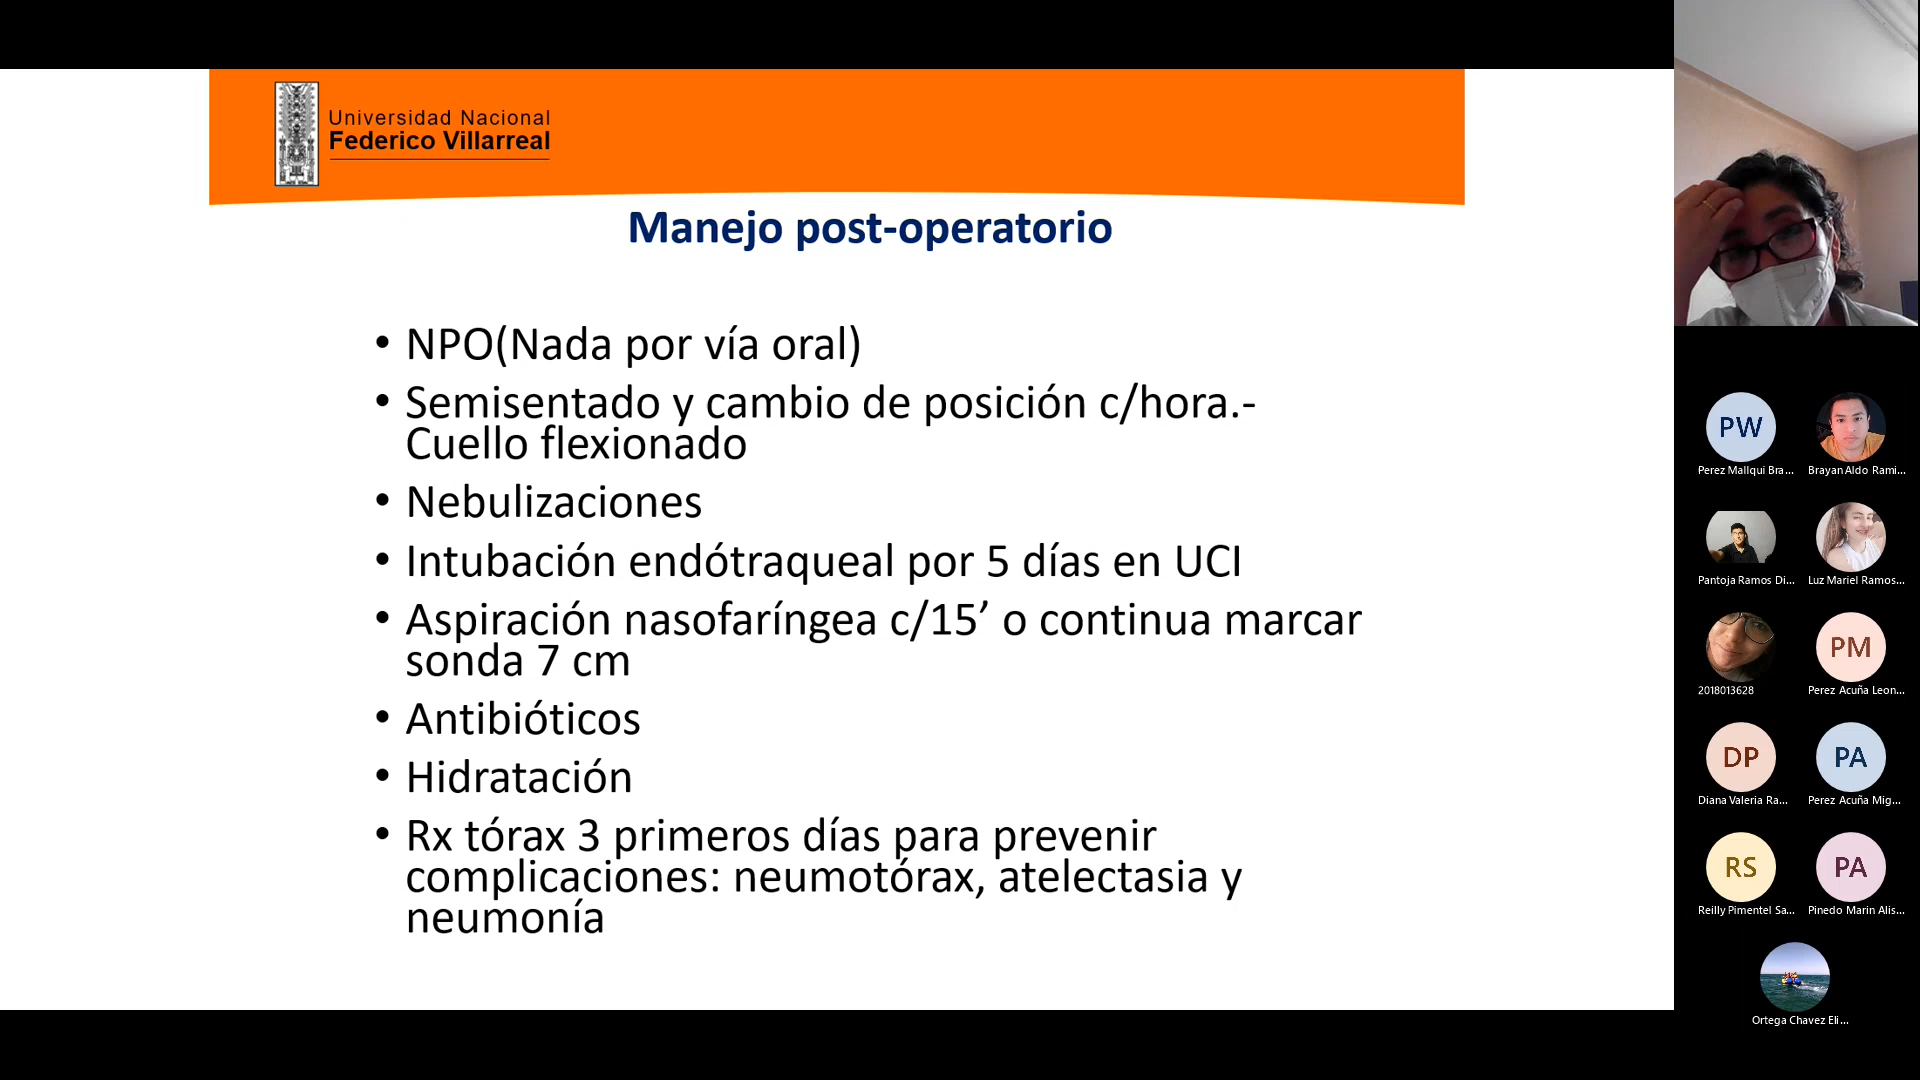 Universidad Nacional
Federico Villarreal
Manejo post-operatorio
• NPO(Nada por vía oral)
• Semisentado y cambio de posición c/hora.-
Cuello flexionado
• Nebulizaciones
• Intubación endótraqueal por 5 días en UCI
• Aspiración nasofaríngea c/15’ o continua marcar
sonda 7 cm
• Antibióticos
• Hidratación
• Rx tórax 3 primeros días para prevenir
complicaciones: neumotórax, atelectasia y
neumonía
PW
Perez Mallqui Bra...
Brayan Aldo Rami...
Pantoja Ramos Di...
Luz Mariel Ramos...
2018013628
PM
Perez Acuña Leon...
DP
Diana Valeria Ra...
PA
Perez Acuña Mig...
RS
Reilly Pimentel Sa...
PA
Pinedo Marin Alis...
Ortega Chavez Eli...